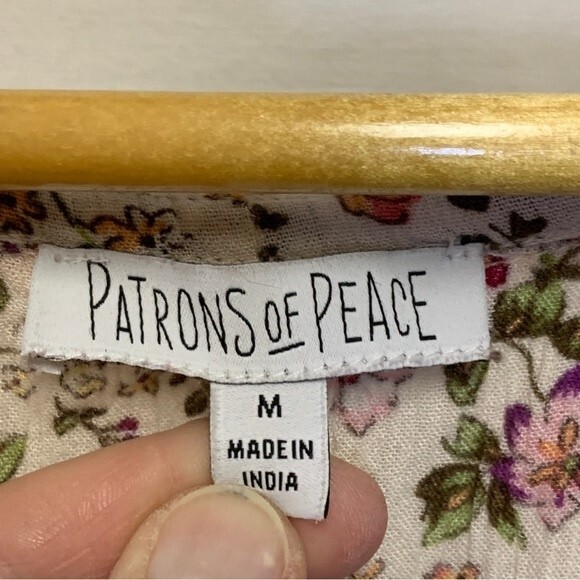 PATRONS OF PEACE
M
MADE IN
INDIA